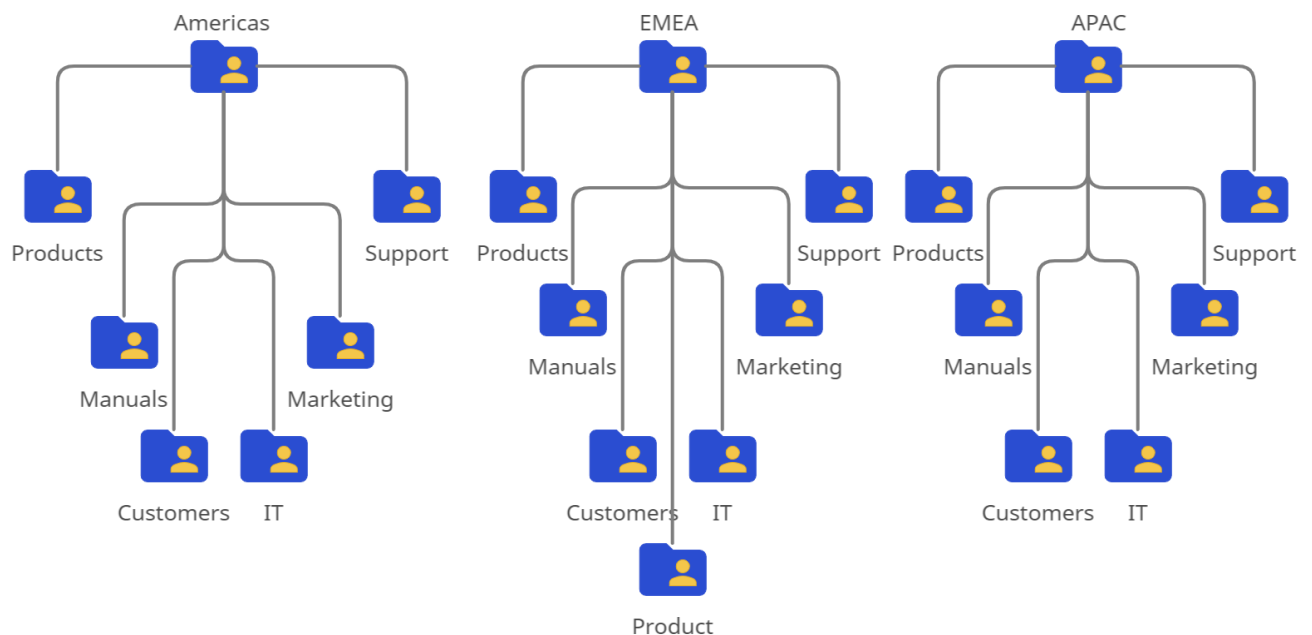 Americas
EMEA
APAC
Products
Support
Products
Support
Products
Support
Manuals
Marketing
Manuals
Marketing
Manuals
Marketing
Customers
IT
Customers
IT
Customers
IT
Product